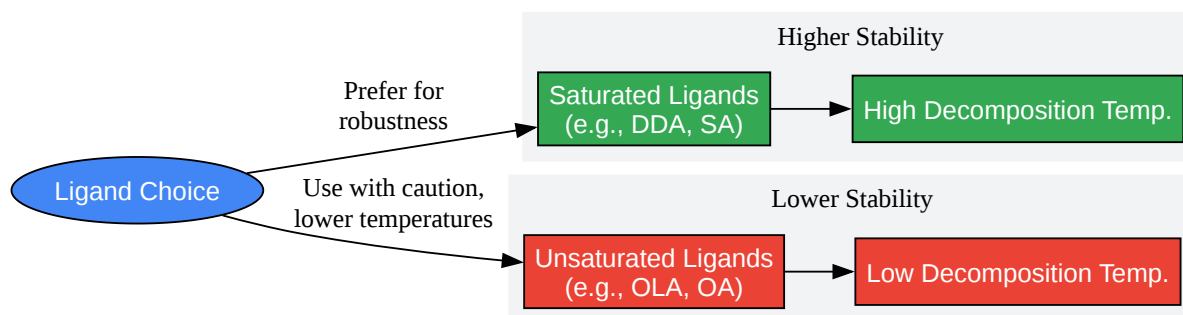 Higher Stability
Prefer for
robustness
Saturated Ligands
(e.g., DDA, SA)
High Decomposition Temp.
Ligand Choice
Use with caution,
lower temperatures
Lower Stability
Unsaturated Ligands
(e.g., OLA, OA)
Low Decomposition Temp.